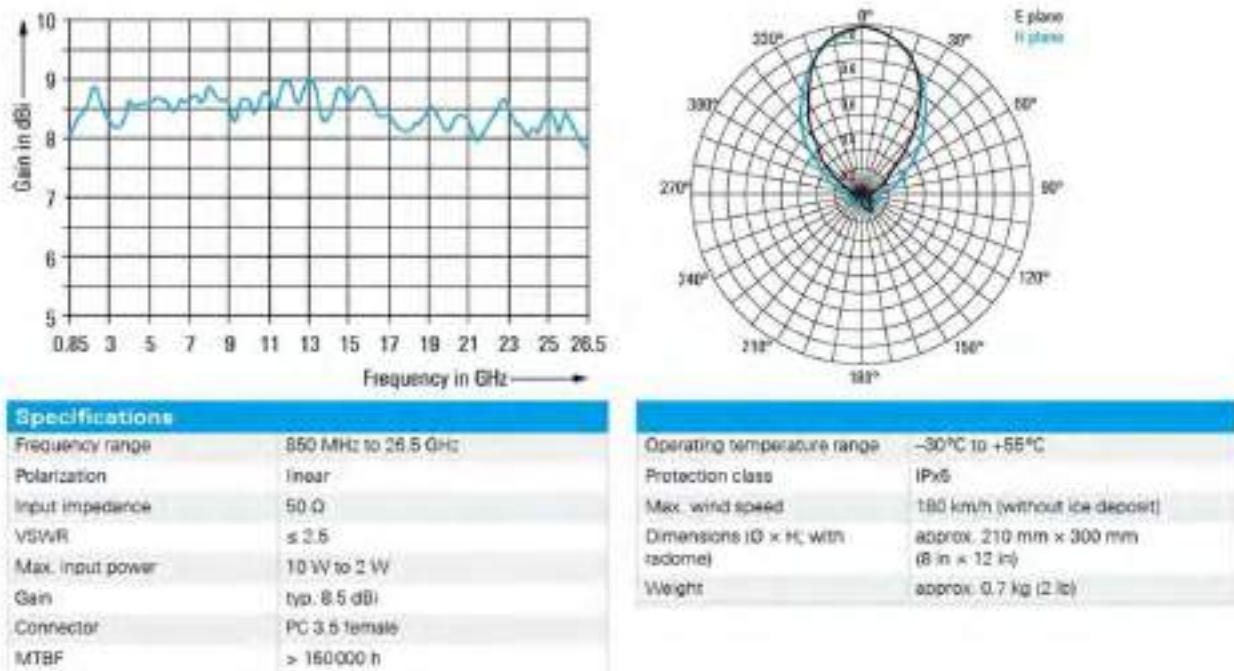 10
9
8
7
6
5
Gain in dBi
0.85 3 5 7 9 11 13 15 17 19 21 23 25 26.5
Frequency in GHz
E plane
H plane
0°
330°
30°
300°
60°
270°
90°
240°
120°
210°
150°
180°
Specifications
Frequency range 850 MHz to 26.5 GHz
Polarization linear
Input impedance 50 Ω
VSWR ≤ 2.5
Max. input power 10 W to 2 W
Gain typ. 8.5 dBi
Connector PC 3.5 female
MTBF > 160000 h
Operating temperature range –30°C to +55°C
Protection class
Max. wind speed 180 km/h (without ice deposit)
Dimensions (Ø × H; with approx. 210 mm × 300 mm
radome) (8 in × 12 in)
Weight approx. 0.7 kg (2 lb)